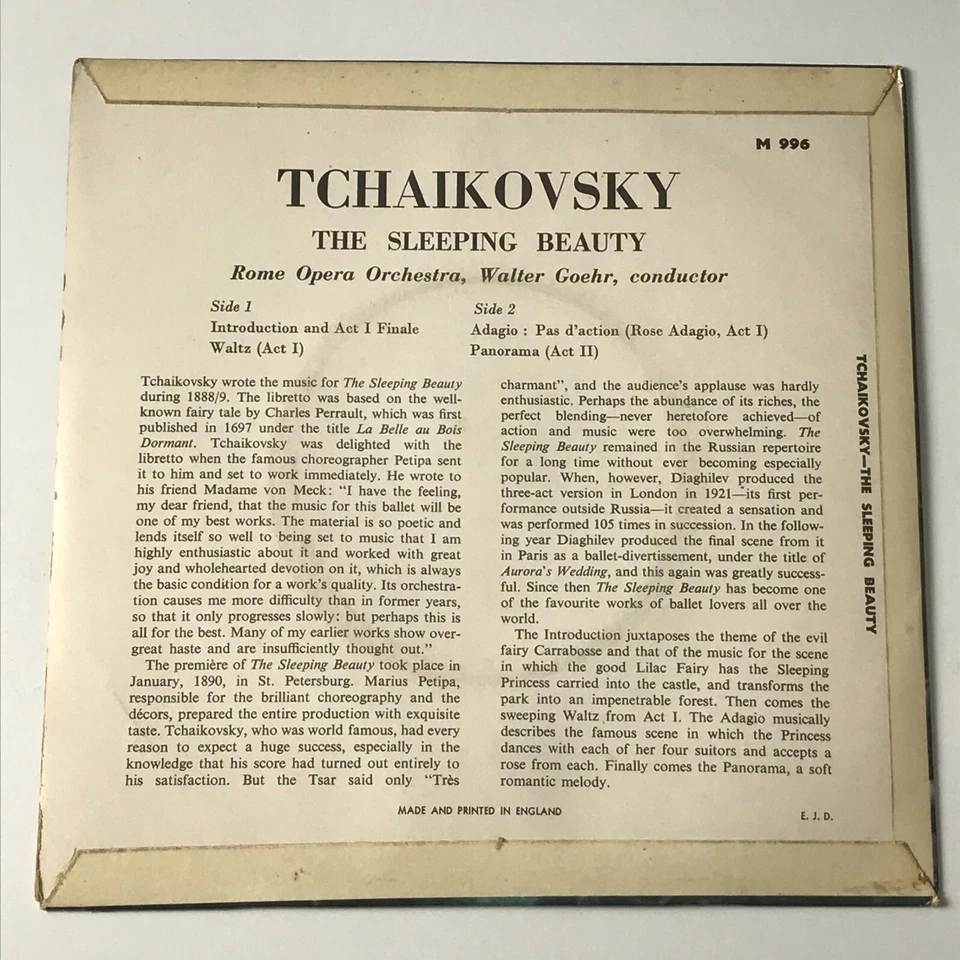 M 996
TCHAIKOVSKY
THE SLEEPING BEAUTY
Rome Opera Orchestra, Walter Goehr, conductor
Side 1
Introduction and Act I Finale
Waltz (Act I)
Side 2
Adagio : Pas d'action (Rose Adagio, Act I)
Panorama (Act II)
Tchaikovsky wrote the music for The Sleeping Beauty
during 1888/9. The libretto was based on the well-
known fairy tale by Charles Perrault, which was first
published in 1697 under the title La Belle au Bois
Dormant. Tchaikovsky was delighted with the
libretto when the famous choreographer Petipa sent
it to him and set to work immediately. He wrote to
his friend Madame von Meck: “I have the feeling,
my dear friend, that the music for this ballet will be
one of my best works. The material is so poetic and
lends itself so well to being set to music that I am
highly enthusiastic about it and worked with great
joy and wholehearted devotion on it, which is always
the basic condition for a work's quality. Its orchestra-
tion causes me more difficulty than in former years,
so that it only progresses slowly: but perhaps this is
all for the best. Many of my earlier works show over-
great haste and are insufficiently thought out.”
The première of The Sleeping Beauty took place in
January, 1890, in St. Petersburg. Marius Petipa,
responsible for the brilliant choreography and the
décors, prepared the entire production with exquisite
taste. Tchaikovsky, who was world famous, had every
reason to expect a huge success, especially in the
knowledge that his score had turned out entirely to
his satisfaction. But the Tsar said only “Très
charmant”, and the audience's applause was hardly
enthusiastic. Perhaps the abundance of its riches, the
perfect blending—never heretofore achieved—of
action and music were too overwhelming. The
Sleeping Beauty remained in the Russian repertoire
for a long time without ever becoming especially
popular. When, however, Diaghilev produced the
three-act version in London in 1921—its first per-
formance outside Russia—it created a sensation and
was performed 105 times in succession. In the follow-
ing year Diaghilev produced the final scene from it
in Paris as a ballet-divertissement, under the title of
Aurora's Wedding, and this again was greatly success-
ful. Since then The Sleeping Beauty has become one
of the favourite works of ballet lovers all over the
world.
The Introduction juxtaposes the theme of the evil
fairy Carrabosse and that of the music for the scene
in which the good Lilac Fairy has the Sleeping
Princess carried into the castle, and transforms the
park into an impenetrable forest. Then comes the
sweeping Waltz from Act I. The Adagio musically
describes the famous scene in which the Princess
dances with each of her four suitors and accepts a
rose from each. Finally comes the Panorama, a soft
romantic melody.
MADE AND PRINTED IN ENGLAND
E. J. D.
TCHAIKOVSKY—THE SLEEPING BEAUTY